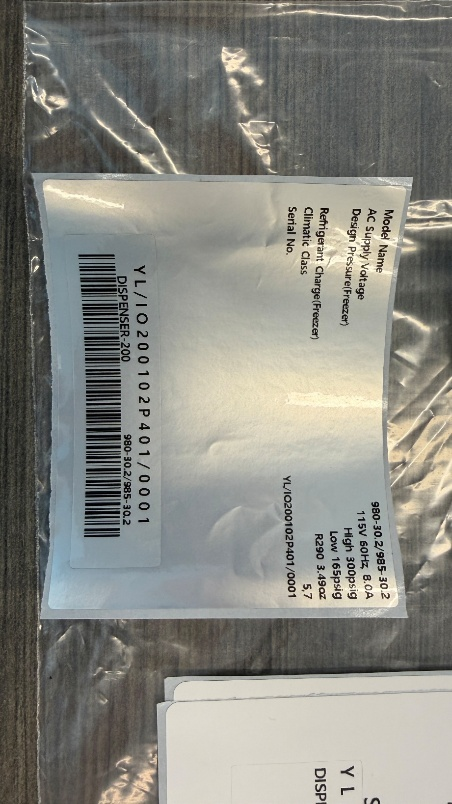 Model Name 980-30.2/985-30.2
AC Supply Voltage 115V 60Hz, 8.0A
Design Pressure(Freezer) High 300psig
Low 165psig
Refrigerant Charge(Freezer) R290 3.49oz
Climatic Class 5,7
Serial No. YL/IO200102P401/0001
YL/IO200102P401/0001
DISPENSER-200 980-30.2/985-30.2
Y L
DISP